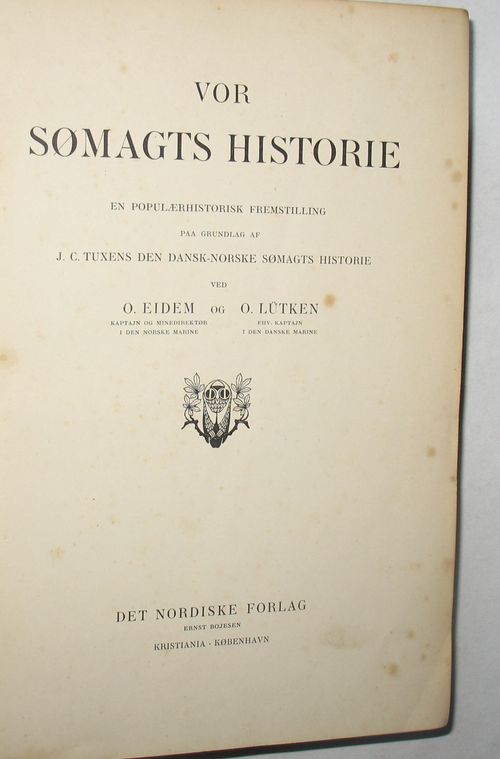 VOR
SØMAGTS HISTORIE
EN POPULÆRHISTORISK FREMSTILLING
PAA GRUNDLAG AF
J. C. TUXENS DEN DANSK-NORSKE SØMAGTS HISTORIE
VED
O. EIDEM OG O. LÜTKEN
KAPTAJN OG MINEDIREKTØR FHV. KAPTAJN
I DEN NORSKE MARINE I DEN DANSKE MARINE
DET NORDISKE FORLAG
ERNST BOJESEN
KRISTIANIA · KØBENHAVN